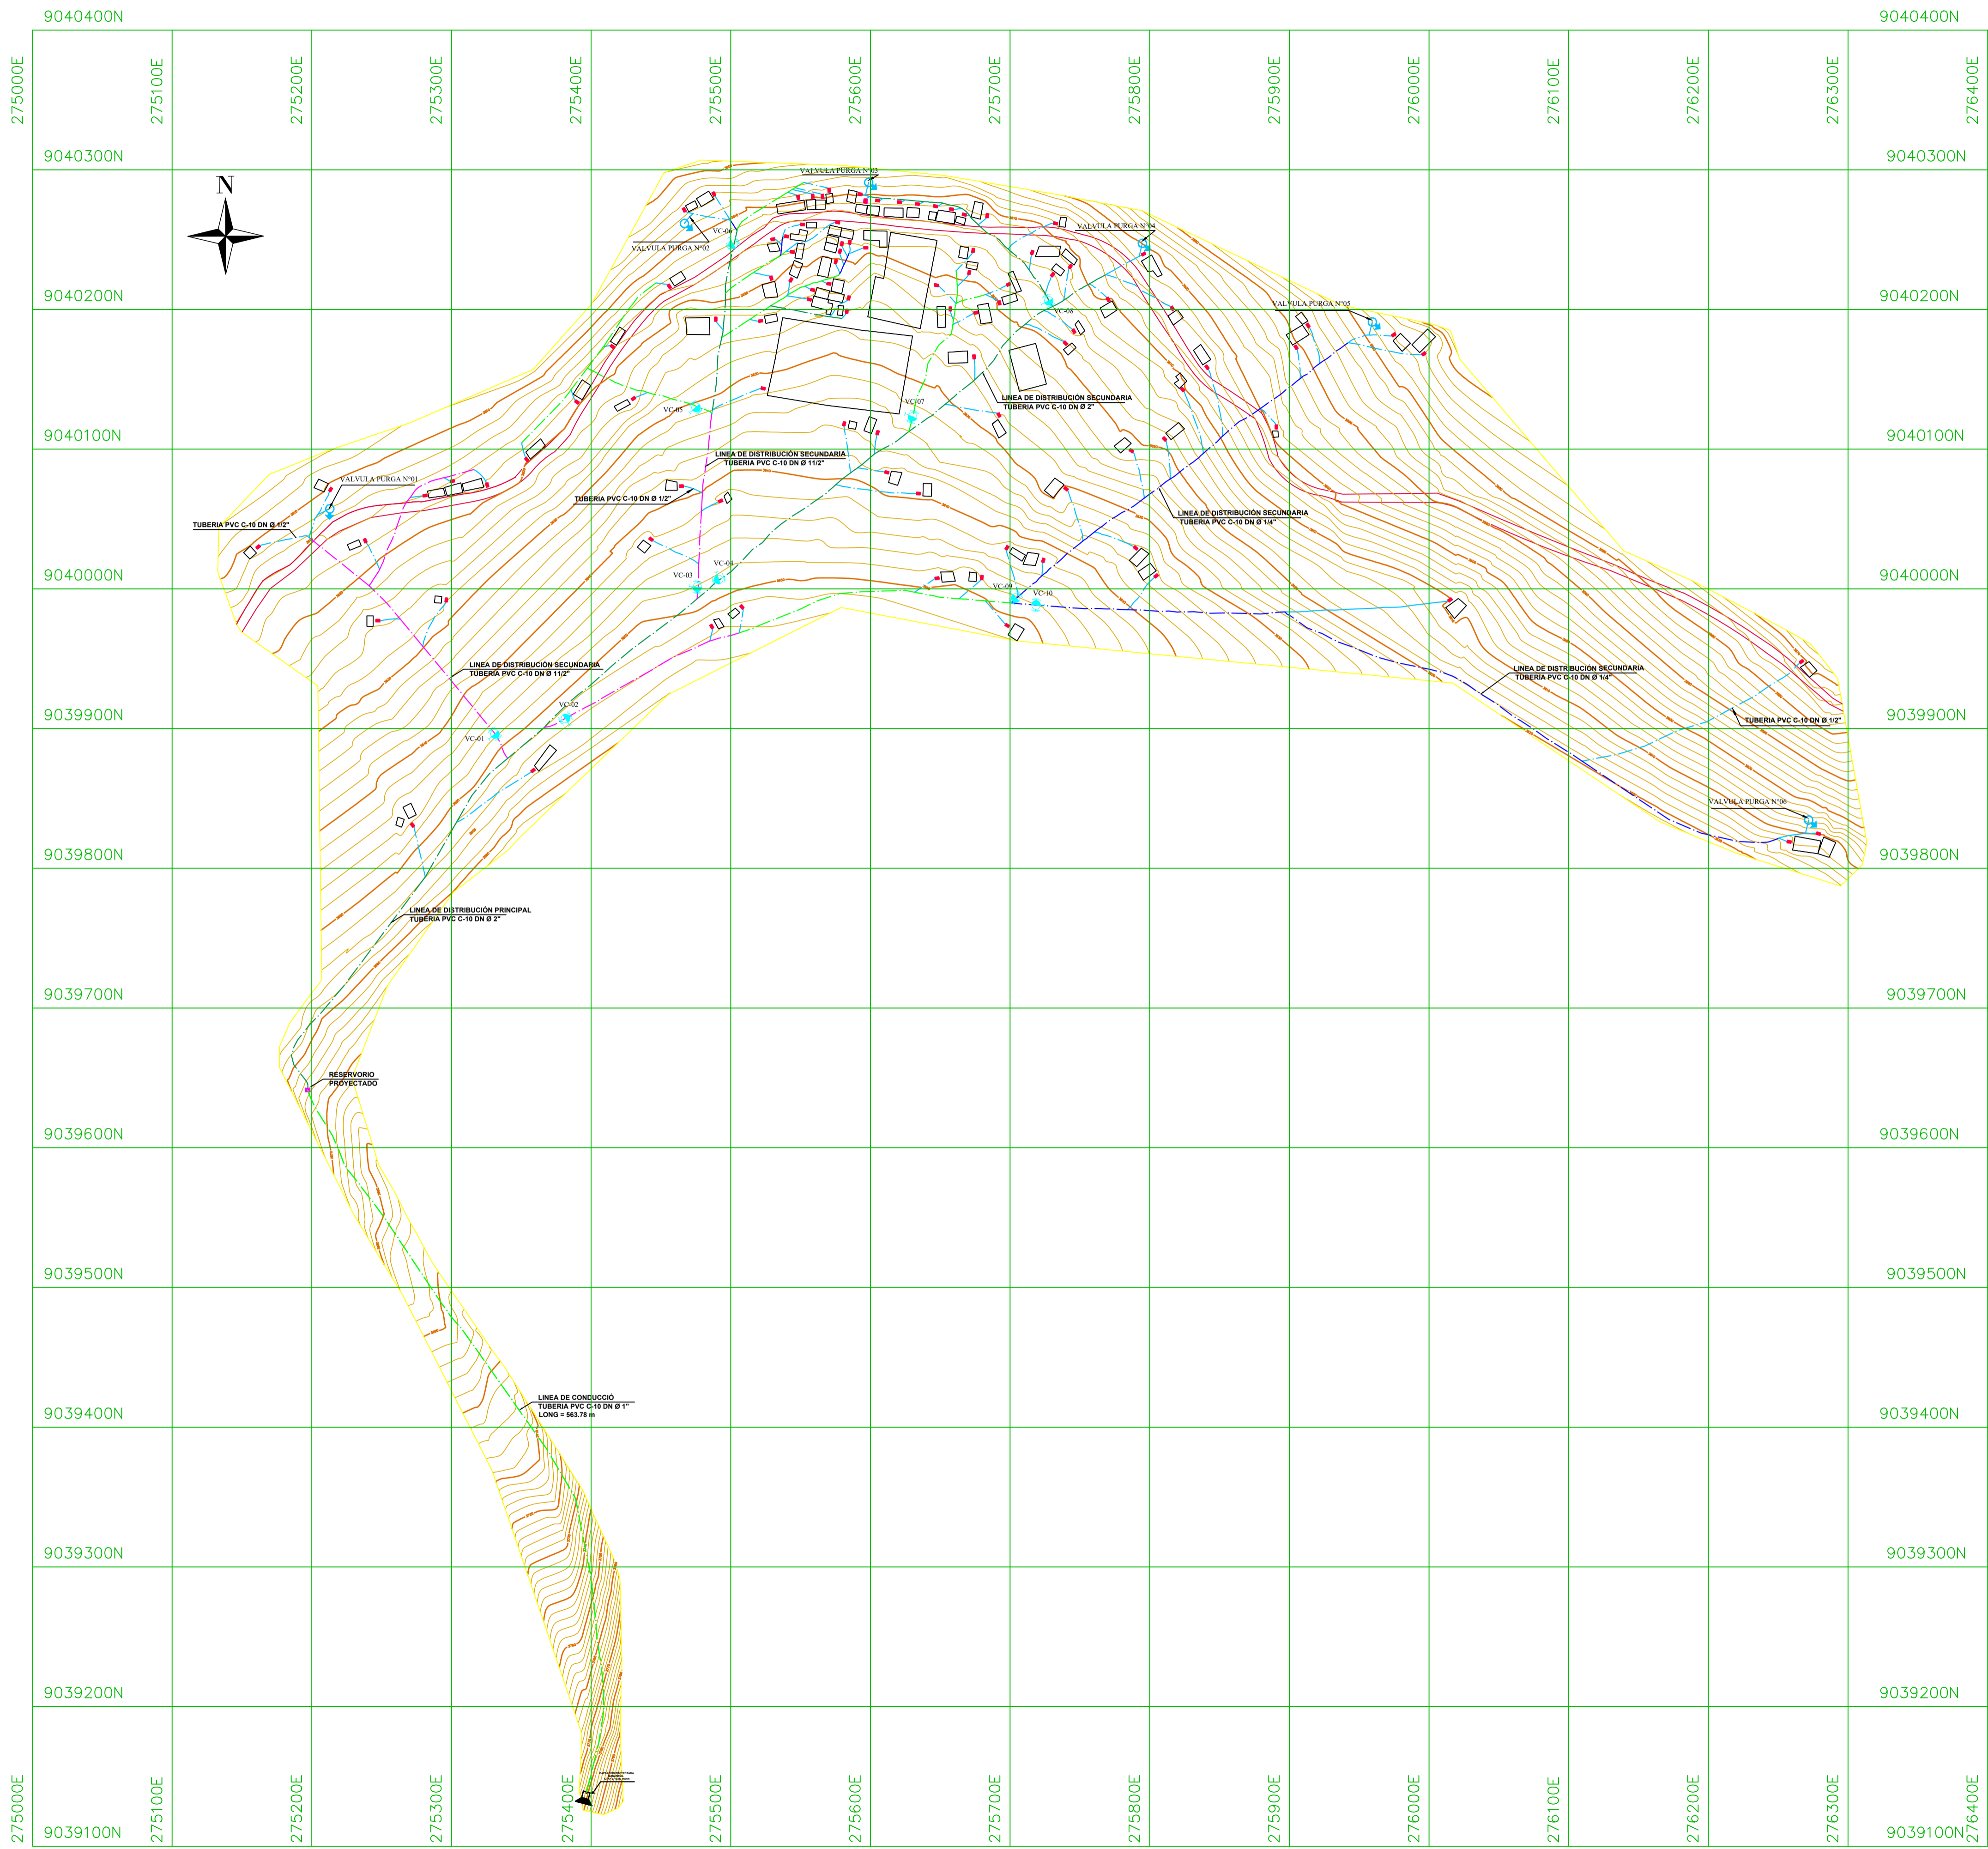 9040400N
9040400N
275000E
275100E
275200E
275300E
275400E
275500E
275600E
275700E
275800E
275900E
276000E
276100E
276200E
276300E
276400E
9040300N
9040300N
N
VALVULA PURGA N°03
VC-06
VALVULA PURGA N°02
VALVULA PURGA N°04
9040200N
9040200N
VALVULA PURGA N°05
VC-08
VC-05
VC-07
LINEA DE DISTRIBUCIÓN SECUNDARIA
TUBERIA PVC C-10 DN Ø 2"
9040100N
9040100N
LINEA DE DISTRIBUCIÓN SECUNDARIA
TUBERIA PVC C-10 DN Ø 11/2"
VALVULA PURGA N°01
TUBERIA PVC C-10 DN Ø 1/2"
TUBERIA PVC C-10 DN Ø 1/2"
LINEA DE DISTRIBUCIÓN SECUNDARIA
TUBERIA PVC C-10 DN Ø 1/4"
VC-04
VC-03
VC-09
VC-10
9040000N
9040000N
LINEA DE DISTRIBUCIÓN SECUNDARIA
TUBERIA PVC C-10 DN Ø 11/2"
LINEA DE DISTRIBUCIÓN SECUNDARIA
TUBERIA PVC C-10 DN Ø 1/4"
VC-02
VC-01
TUBERIA PVC C-10 DN Ø 1/2"
9039900N
9039900N
VALVULA PURGA N°06
9039800N
9039800N
LINEA DE DISTRIBUCIÓN PRINCIPAL
TUBERIA PVC C-10 DN Ø 2"
9039700N
9039700N
RESERVORIO
PROYECTADO
9039600N
9039600N
9039500N
9039500N
LINEA DE CONDUCCIÓ
TUBERIA PVC C-10 DN Ø 1"
LONG = 563.78 m
9039400N
9039400N
9039300N
9039300N
9039200N
9039200N
275000E
275100E
275200E
275300E
275400E
275500E
275600E
275700E
275800E
275900E
276000E
276100E
276200E
276300E
276400E
9039100N
9039100N